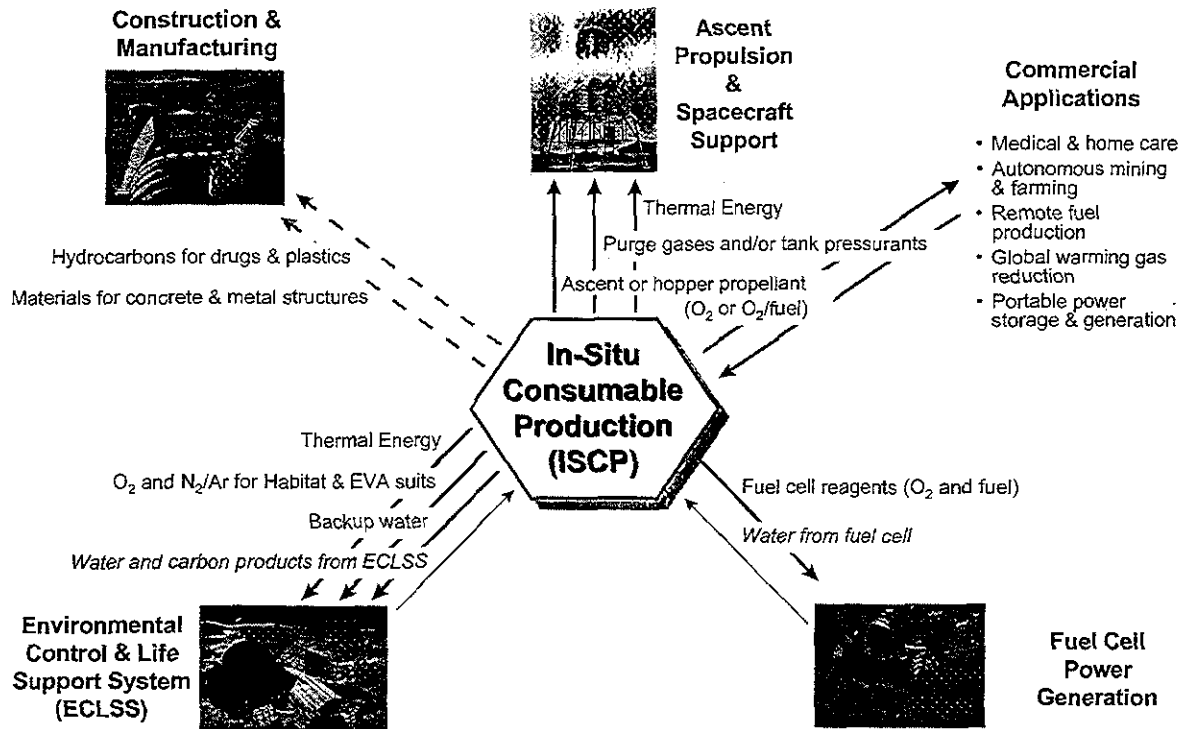 Construction &
Manufacturing
Ascent
Propulsion
&
Spacecraft
Support
Commercial
Applications
• Medical & home care
• Autonomous mining
& farming
• Remote fuel
production
• Global warming gas
reduction
• Portable power
storage & generation
Thermal Energy
Purge gases and/or tank pressurants
Ascent or hopper propellant
(O₂ or O₂/fuel)
Hydrocarbons for drugs & plastics
Materials for concrete & metal structures
In-Situ
Consumable
Production
(ISCP)
Thermal Energy
O₂ and N₂/Ar for Habitat & EVA suits
Backup water
Water and carbon products from ECLSS
Fuel cell reagents (O₂ and fuel)
Water from fuel cell
Environmental
Control & Life
Support System
(ECLSS)
Fuel Cell
Power
Generation